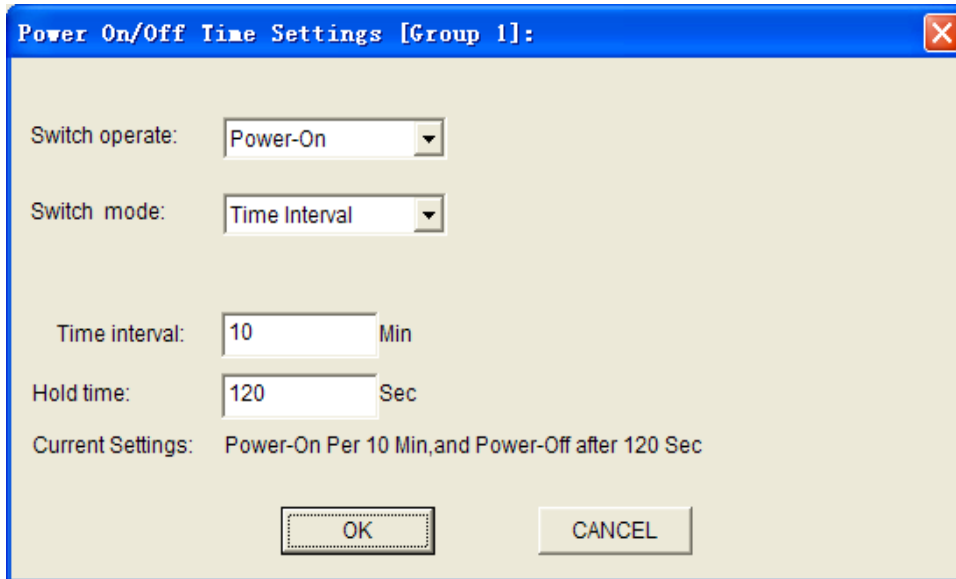 Power On/Off Time Settings [Group 1]:
Switch operate: Power-On
Switch mode: Time Interval
Time interval: 10 Min
Hold time: 120 Sec
Current Settings: Power-On Per 10 Min,and Power-Off after 120 Sec
OK CANCEL